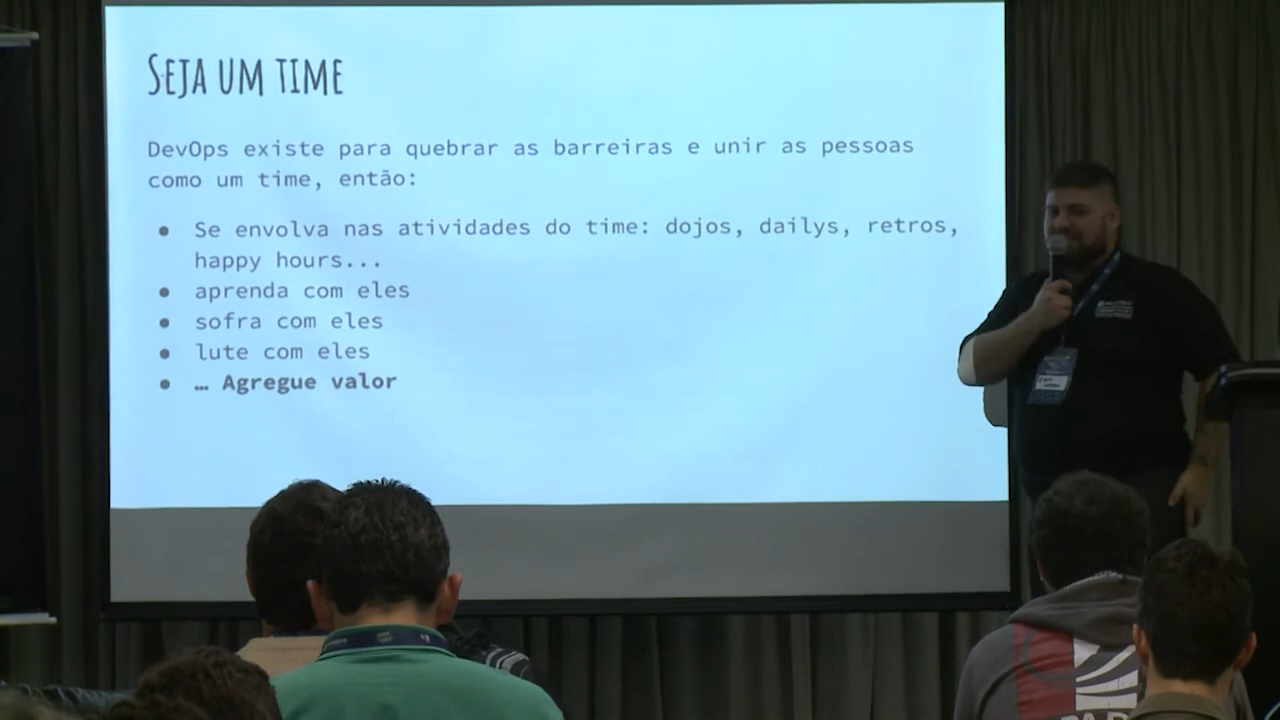 SEJA UM TIME
DevOps existe para quebrar as barreiras e unir as pessoas
como um time, então:
● Se envolva nas atividades do time: dojos, dailys, retros,
happy hours...
● aprenda com eles
● sofra com eles
● lute com eles
● … Agregue valor